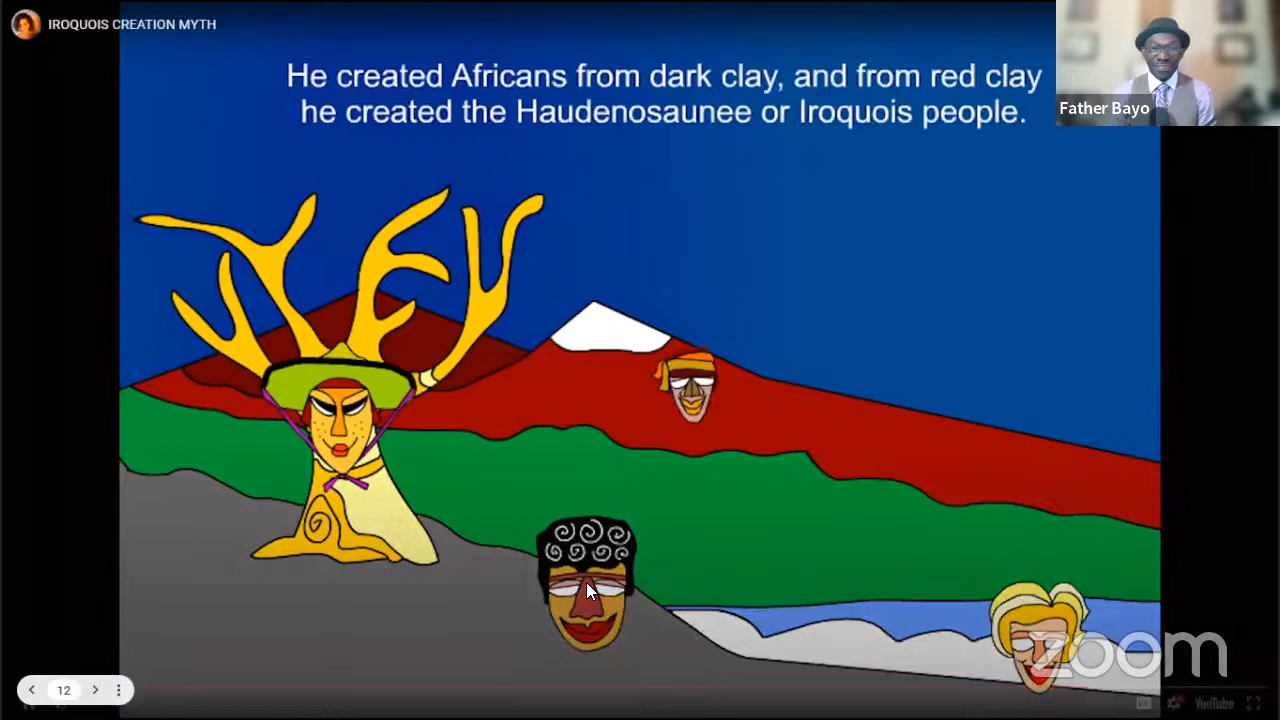 IROQUOIS CREATION MYTH
He created Africans from dark clay, and from red clay
he created the Haudenosaunee or Iroquois people.
Father Bayo
zoom
12
YouTube